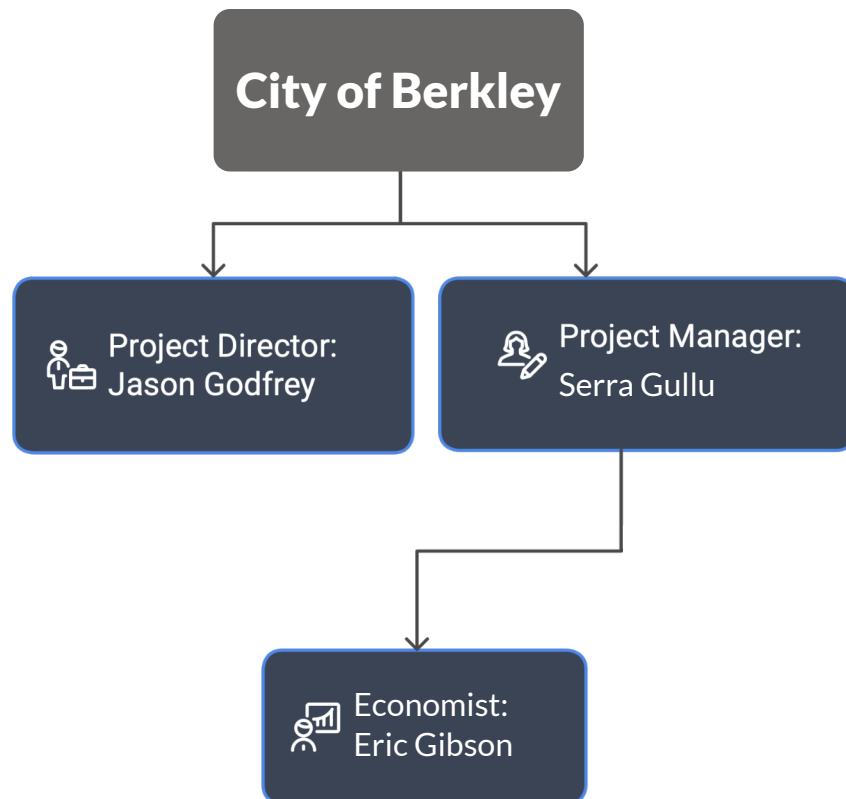 City of Berkley
Project Director:
Jason Godfrey
Project Manager:
Serra Gullu
Economist:
Eric Gibson